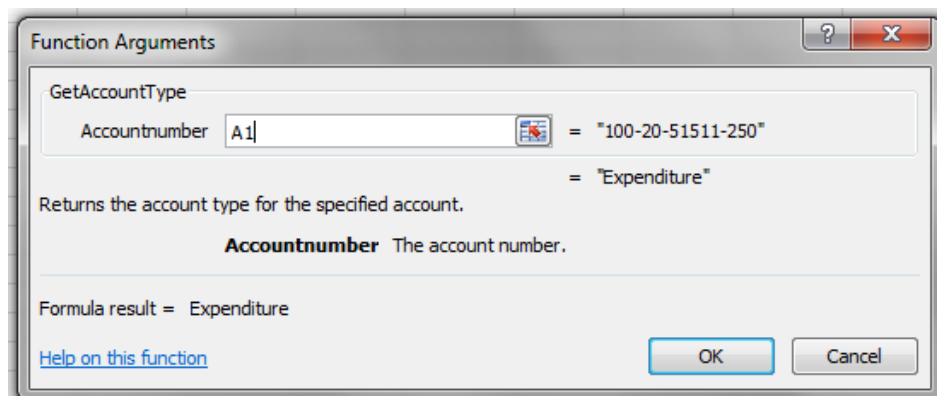 Function Arguments
GetAccountType
Accountnumber A1 = "100-20-51511-250"
= "Expenditure"
Returns the account type for the specified account.
Accountnumber The account number.
Formula result = Expenditure
Help on this function OK Cancel